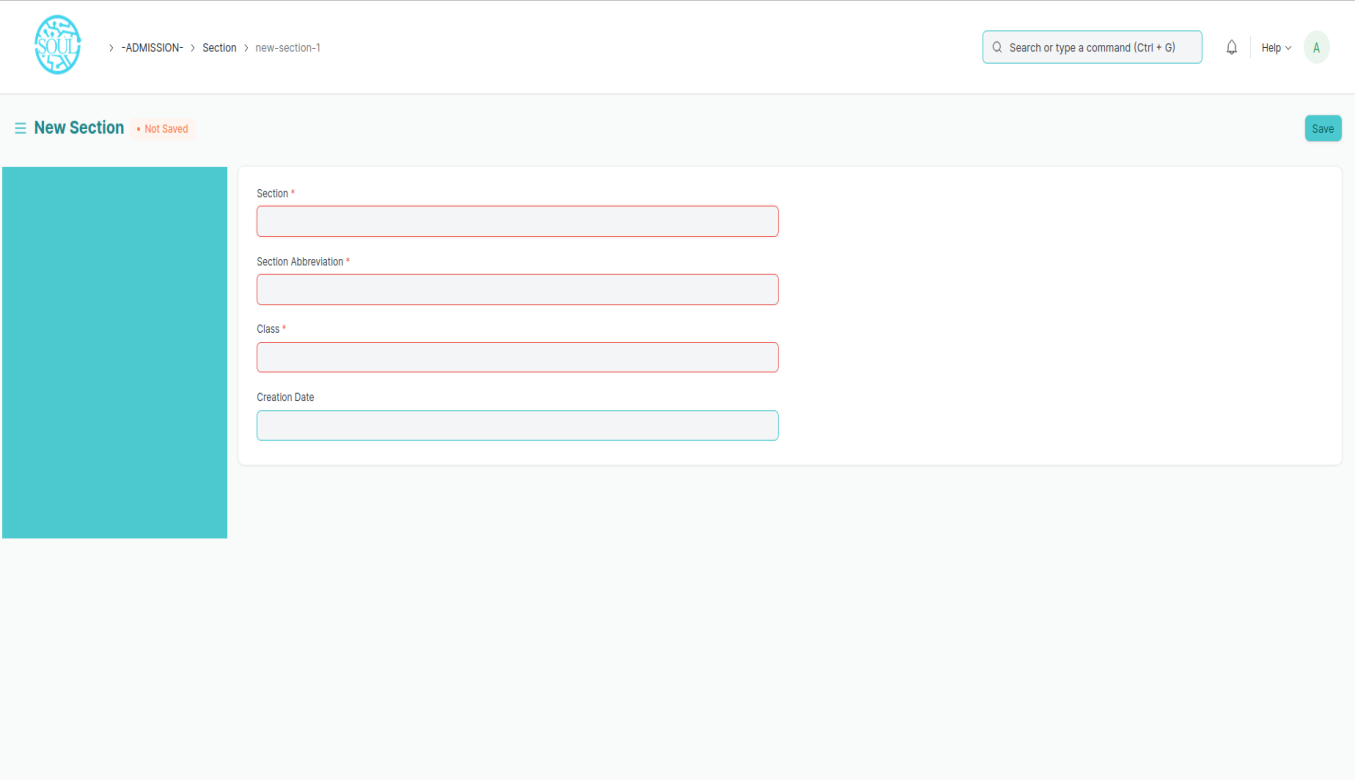 SOUL
> -ADMISSION- > Section > new-section-1
Search or type a command (Ctrl + G)
Help
A
New Section
• Not Saved
Save
Section *
Section Abbreviation *
Class *
Creation Date